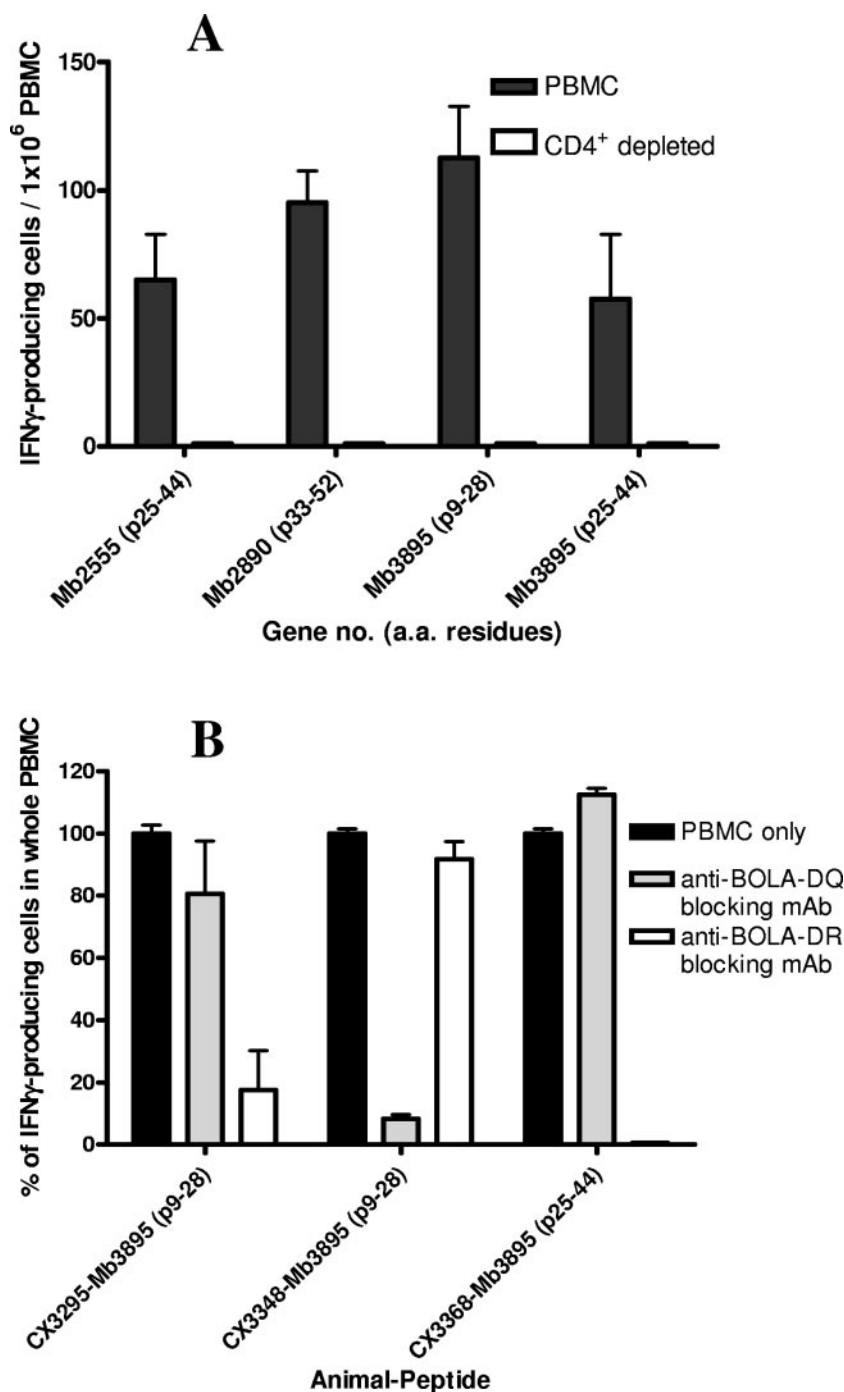 A
IFNγ-producing cells / 1x10⁶ PBMC
150
100
50
0
PBMC
CD4⁺ depleted
Mb2555 (p25-44)
Mb2890 (p33-52)
Mb3895 (p9-28)
Mb3895 (p25-44)
Gene no. (a.a. residues)
B
% of IFNγ-producing cells in whole PBMC
120
100
80
60
40
20
0
PBMC only
anti-BOLA-DQ
blocking mAb
anti-BOLA-DR
blocking mAb
CX3295-Mb3895 (p9-28)
CX3348-Mb3895 (p9-28)
CX3368-Mb3895 (p25-44)
Animal-Peptide